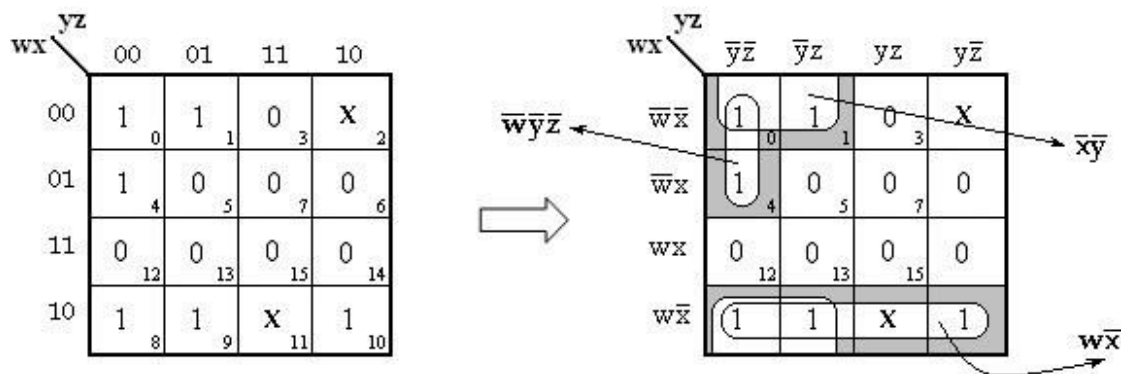 yz
wx
00 01 11 10
00 1 0 1 1 0 3 X 2
01 1 4 0 5 0 7 0 6
11 0 12 0 13 0 15 0 14
10 1 8 1 9 X 11 1 10
yz
wx
y̅z̅ y̅z yz yz̅
w̅x̅ 1 0 1 1 0 3 X
w̅x 1 4 0 5 0 7 0
wx 0 12 0 13 0 15 0
wx̅ 1 1 X 1
w̅y̅z̅
x̅y̅
wx̅